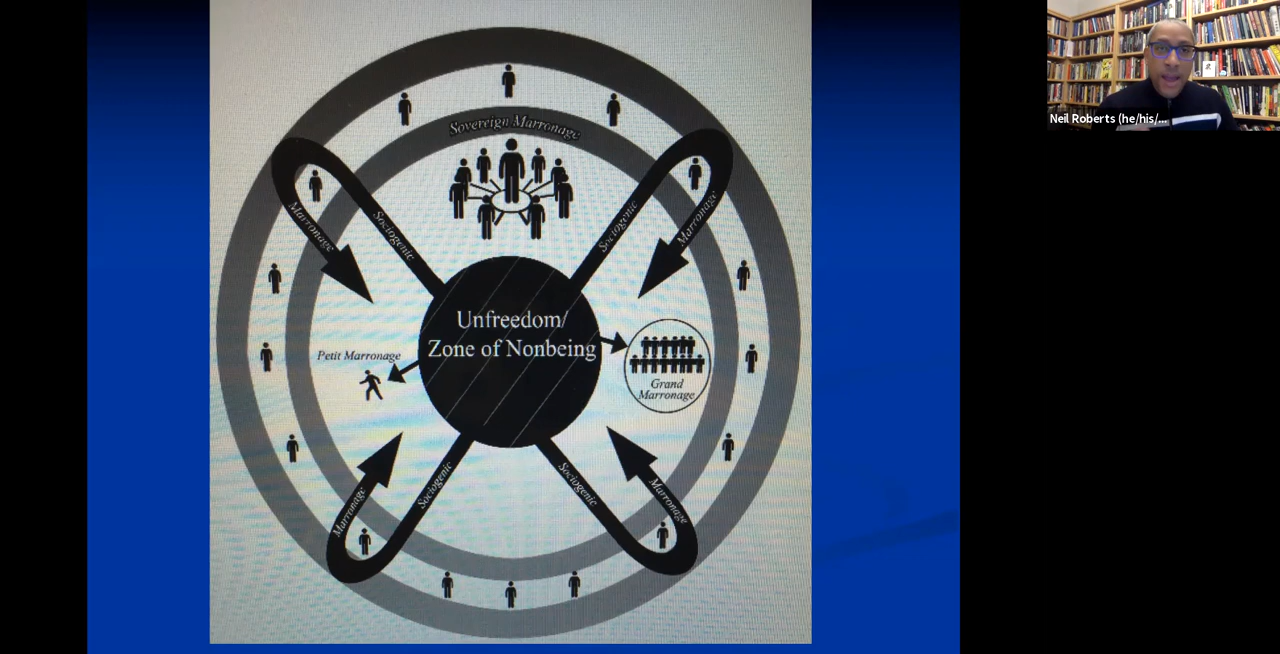 Sovereign Marronage
Marronage
Sociogenic
Sociogenic
Marronage
Unfreedom/
Zone of Nonbeing
Petit Marronage
Grand
Marronage
Marronage
Sociogenic
Sociogenic
Marronage
Neil Roberts (he/his/...